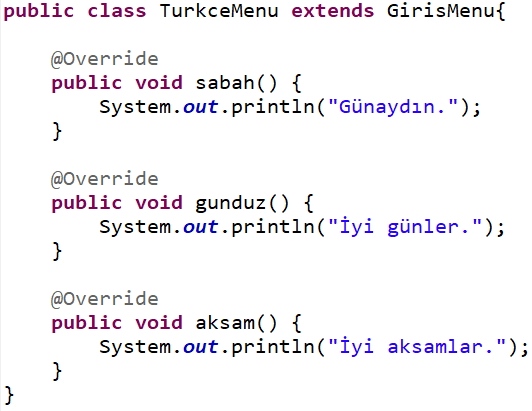 public class TurkceMenu extends GirisMenu{
@Override
public void sabah() {
System.out.println("Günaydın.");
}
@Override
public void gunduz() {
System.out.println("İyi günler.");
}
@Override
public void aksam() {
System.out.println("İyi aksamlar.");
}
}